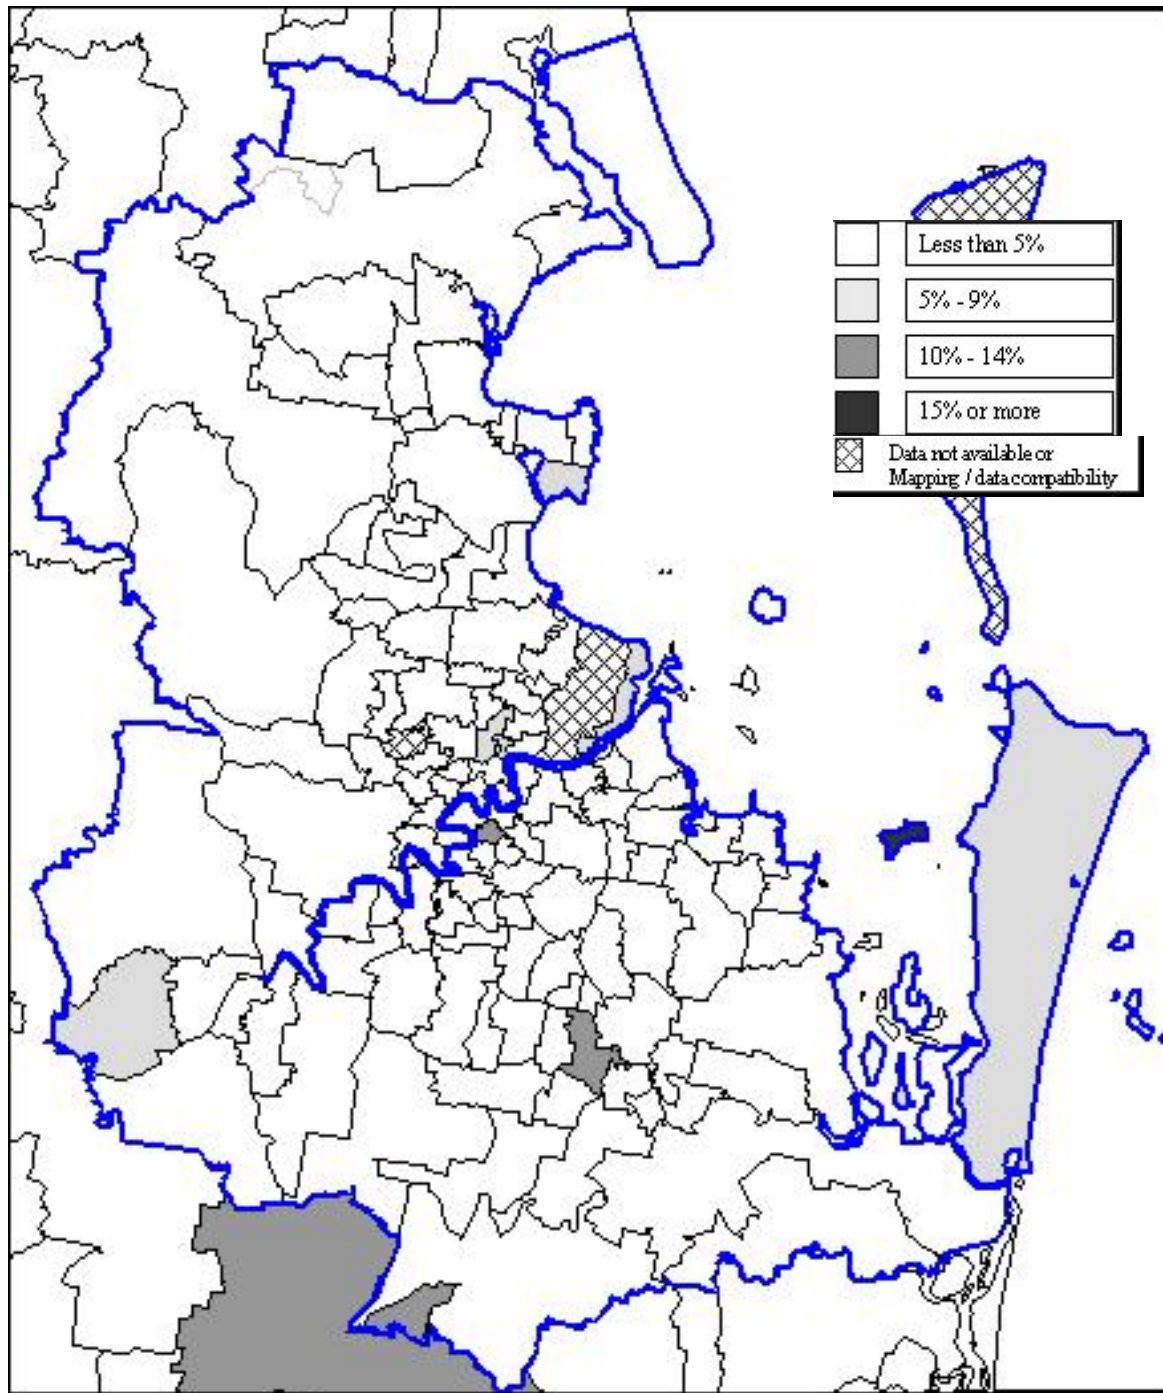 Less than 5%
5% - 9%
10% - 14%
15% or more
Data not available or
Mapping / data compatibility